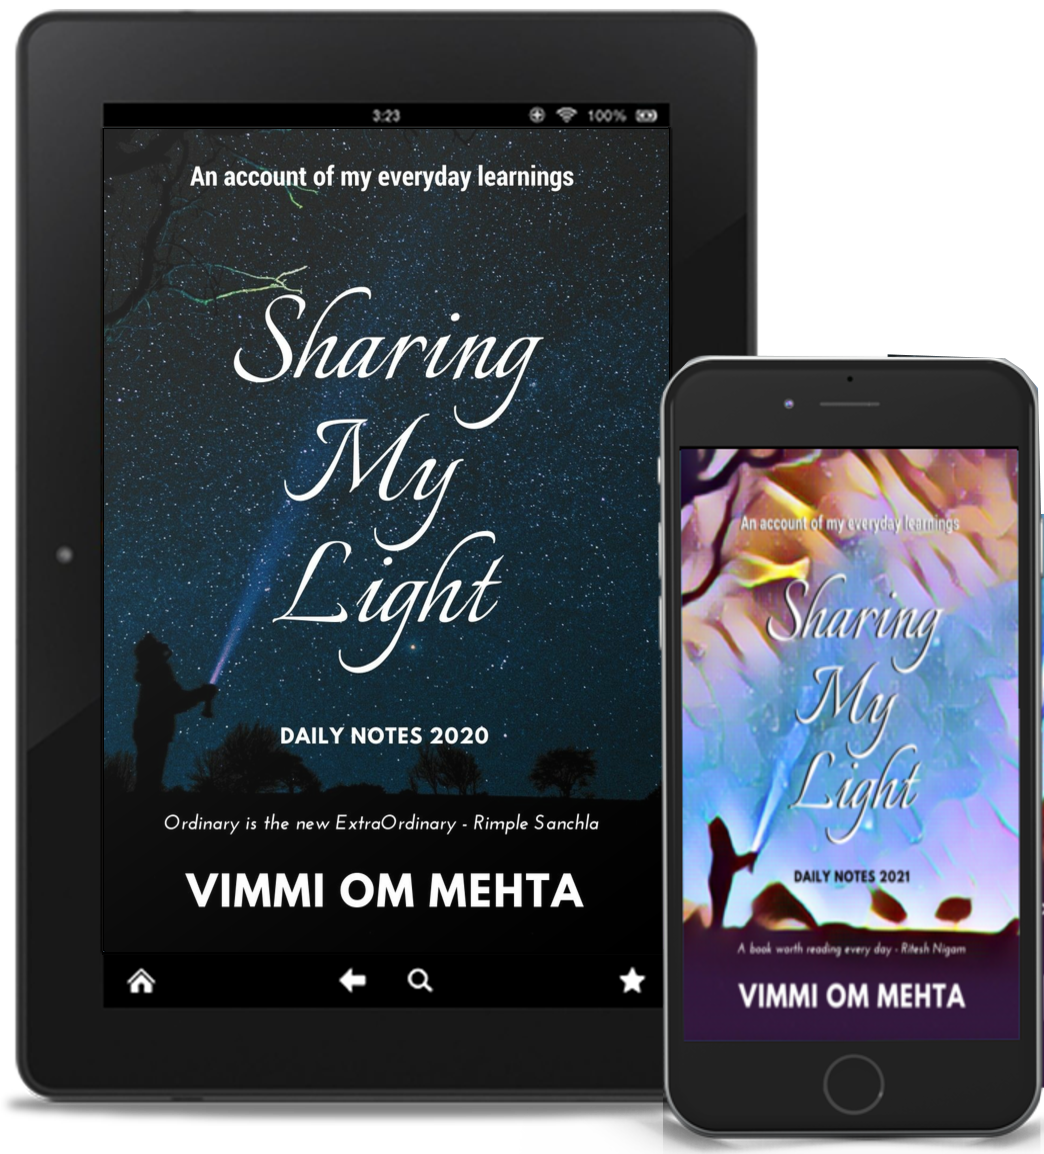 3:23 100%
An account of my everyday learnings
Sharing
My
Light
DAILY NOTES 2020
Ordinary is the new ExtraOrdinary - Rimple Sanchla
VIMMI OM MEHTA
An account of my everyday learnings
Sharing
My
Light
DAILY NOTES 2021
A book worth reading every day - Ritesh Nigam
VIMMI OM MEHTA